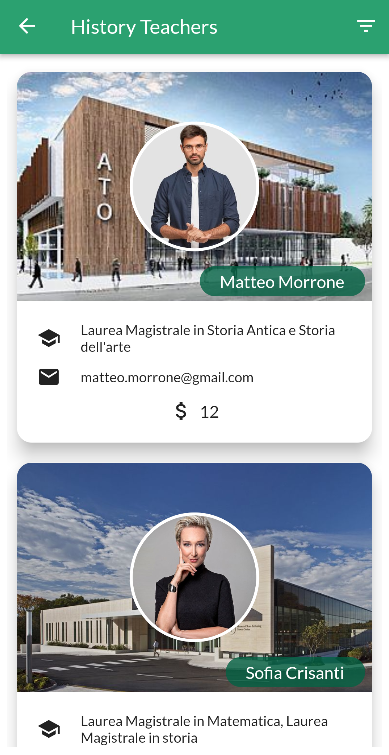 History Teachers
ATO
Matteo Morrone
Laurea Magistrale in Storia Antica e Storia
dell'arte
matteo.morrone@gmail.com
$ 12
Sofia Crisanti
Laurea Magistrale in Matematica, Laurea
Magistrale in storia